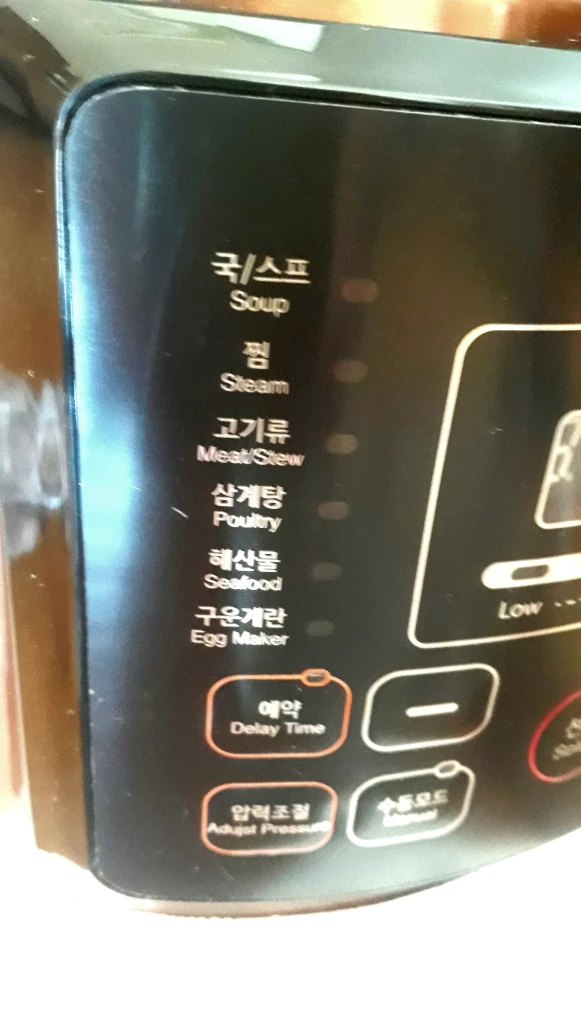 국/스프
Soup
찜
Steam
고기류
Meat/Stew
삼계탕
Poultry
해산물
Seafood
구운계란
Egg Maker
Low
예약
Delay Time
압력조절
Adujst Pressure
수동모드
Manual